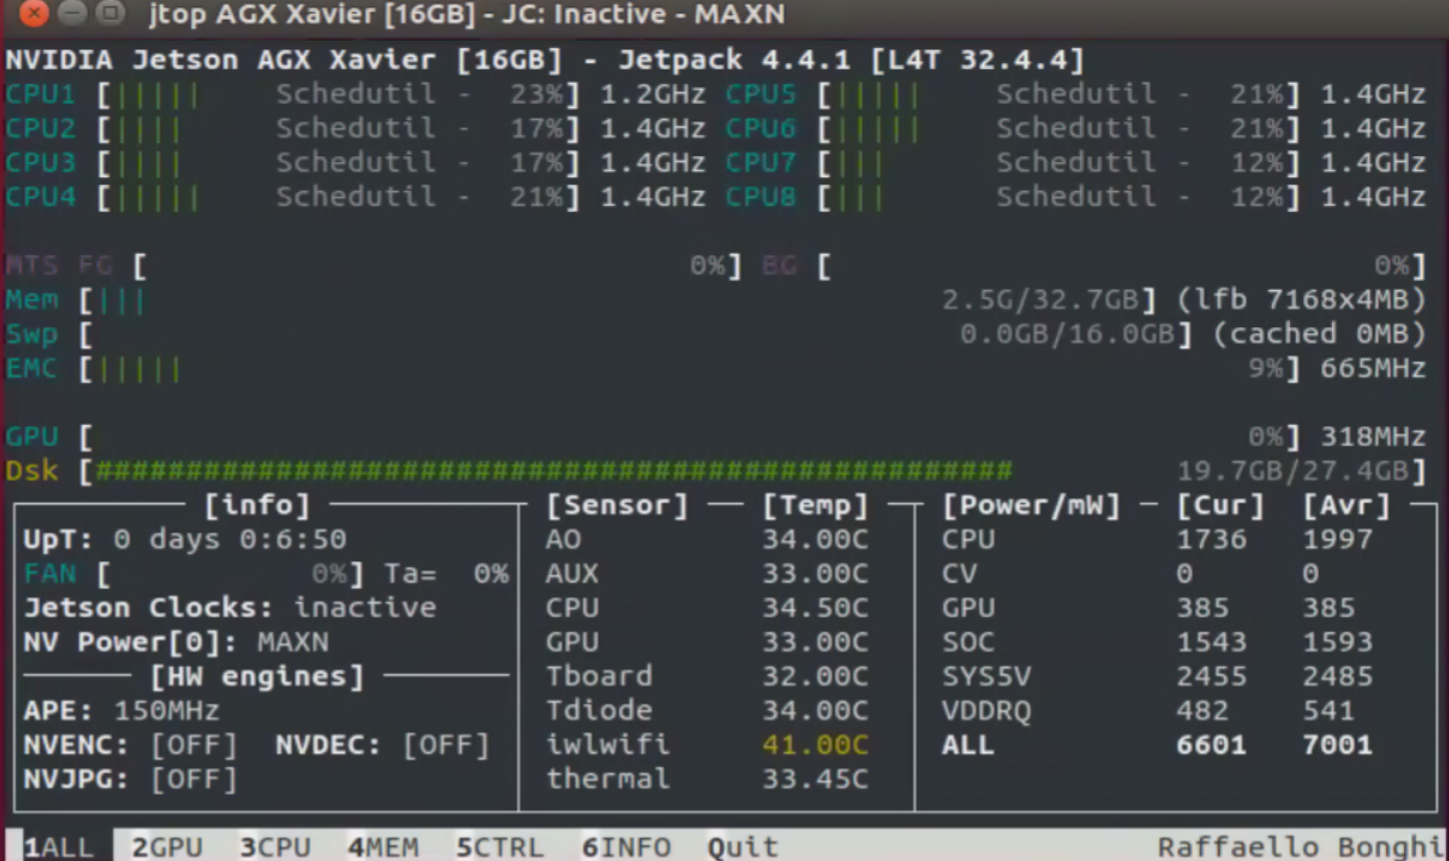 jtop AGX Xavier [16GB] - JC: Inactive - MAXN
NVIDIA Jetson AGX Xavier [16GB] - Jetpack 4.4.1 [L4T 32.4.4]
CPU1 [||||| Schedutil - 23%] 1.2GHz CPU5 [||||| Schedutil - 21%] 1.4GHz
CPU2 [|||| Schedutil - 17%] 1.4GHz CPU6 [||||| Schedutil - 21%] 1.4GHz
CPU3 [|||| Schedutil - 17%] 1.4GHz CPU7 [||| Schedutil - 12%] 1.4GHz
CPU4 [||||| Schedutil - 21%] 1.4GHz CPU8 [||| Schedutil - 12%] 1.4GHz
MTS FG [ 0%] BG [ 0%]
Mem [||| 2.5G/32.7GB] (lfb 7168x4MB)
Swp [ 0.0GB/16.0GB] (cached 0MB)
EMC [||||| 9%] 665MHz
GPU [ 0%] 318MHz
Dsk [################################################### 19.7GB/27.4GB]
[info] [Sensor] [Temp] [Power/mW] [Cur] [Avr]
UpT: 0 days 0:6:50 AO 34.00C CPU 1736 1997
FAN [ 0%] Ta= 0% AUX 33.00C CV 0 0
Jetson Clocks: inactive CPU 34.50C GPU 385 385
NV Power[0]: MAXN GPU 33.00C SOC 1543 1593
[HW engines] Tboard 32.00C SYS5V 2455 2485
APE: 150MHz Tdiode 34.00C VDDRQ 482 541
NVENC: [OFF] NVDEC: [OFF] iwlwifi 41.00C ALL 6601 7001
NVJPG: [OFF] thermal 33.45C
1ALL 2GPU 3CPU 4MEM 5CTRL 6INFO Quit Raffaello Bonghi